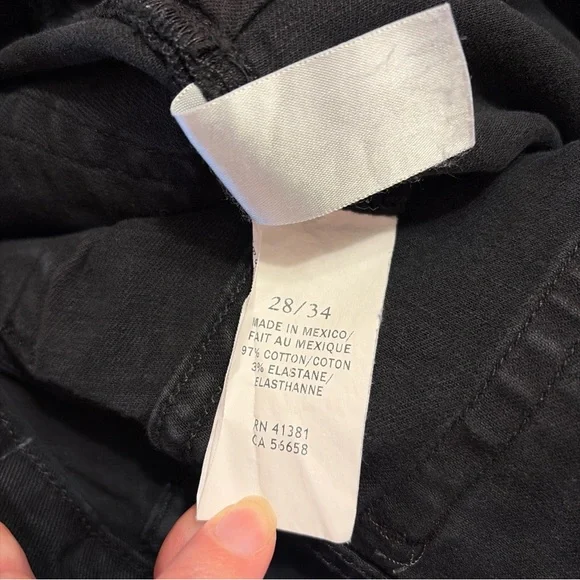 28/34
MADE IN MEXICO/
FAIT AU MEXIQUE
97% COTTON/COTON
3% ELASTANE/
ELASTHANNE
RN 41381
CA 56658